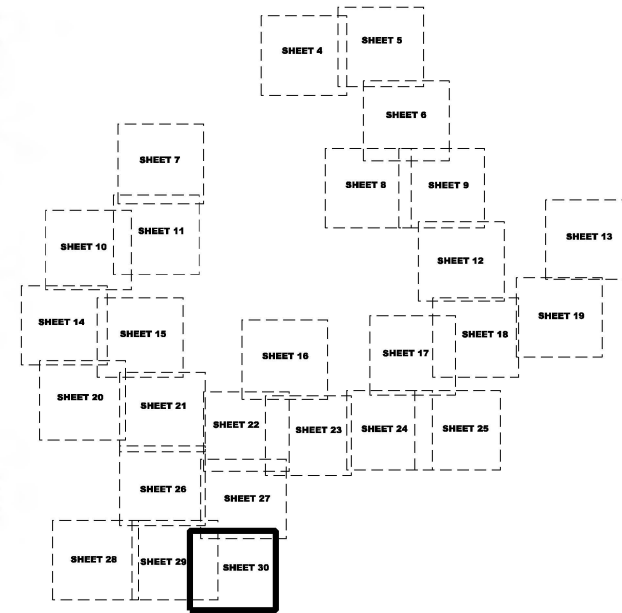 SHEET 4
SHEET 5
SHEET 6
SHEET 7
SHEET 8
SHEET 9
SHEET 10
SHEET 11
SHEET 12
SHEET 13
SHEET 14
SHEET 15
SHEET 16
SHEET 17
SHEET 18
SHEET 19
SHEET 20
SHEET 21
SHEET 22
SHEET 23
SHEET 24
SHEET 25
SHEET 26
SHEET 27
SHEET 28
SHEET 29
SHEET 30